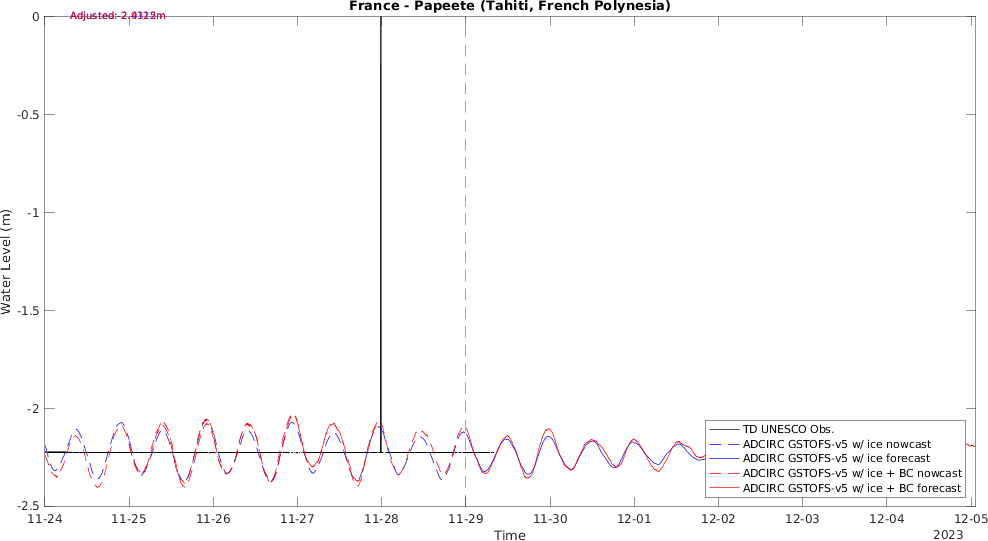 France - Papeete (Tahiti, French Polynesia)
0
-0.5
-1
-1.5
-2
-2.5
Water Level (m)
11-24 11-25 11-26 11-27 11-28 11-29 11-30 12-01 12-02 12-03 12-04 12-05
Time
2023
TD UNESCO Obs.
ADCIRC GSTOFS-v5 w/ ice nowcast
ADCIRC GSTOFS-v5 w/ ice forecast
ADCIRC GSTOFS-v5 w/ ice + BC nowcast
ADCIRC GSTOFS-v5 w/ ice + BC forecast
Adjusted: